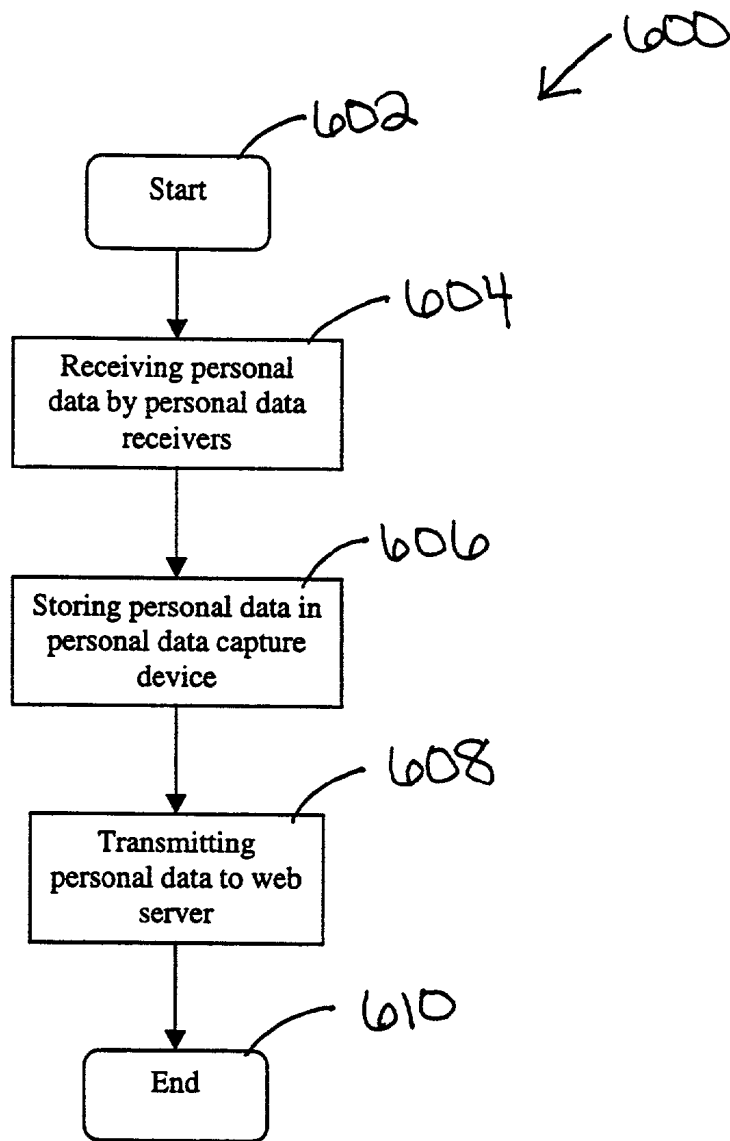 600
602
Start
604
Receiving personal
data by personal data
receivers
606
Storing personal data in
personal data capture
device
608
Transmitting
personal data to web
server
610
End